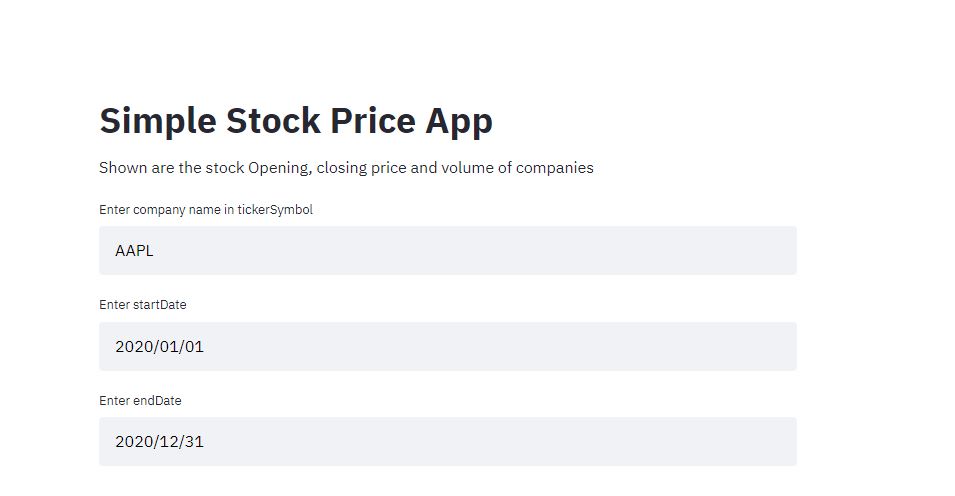 Simple Stock Price App
Shown are the stock Opening, closing price and volume of companies
Enter company name in tickerSymbol
AAPL
Enter startDate
2020/01/01
Enter endDate
2020/12/31